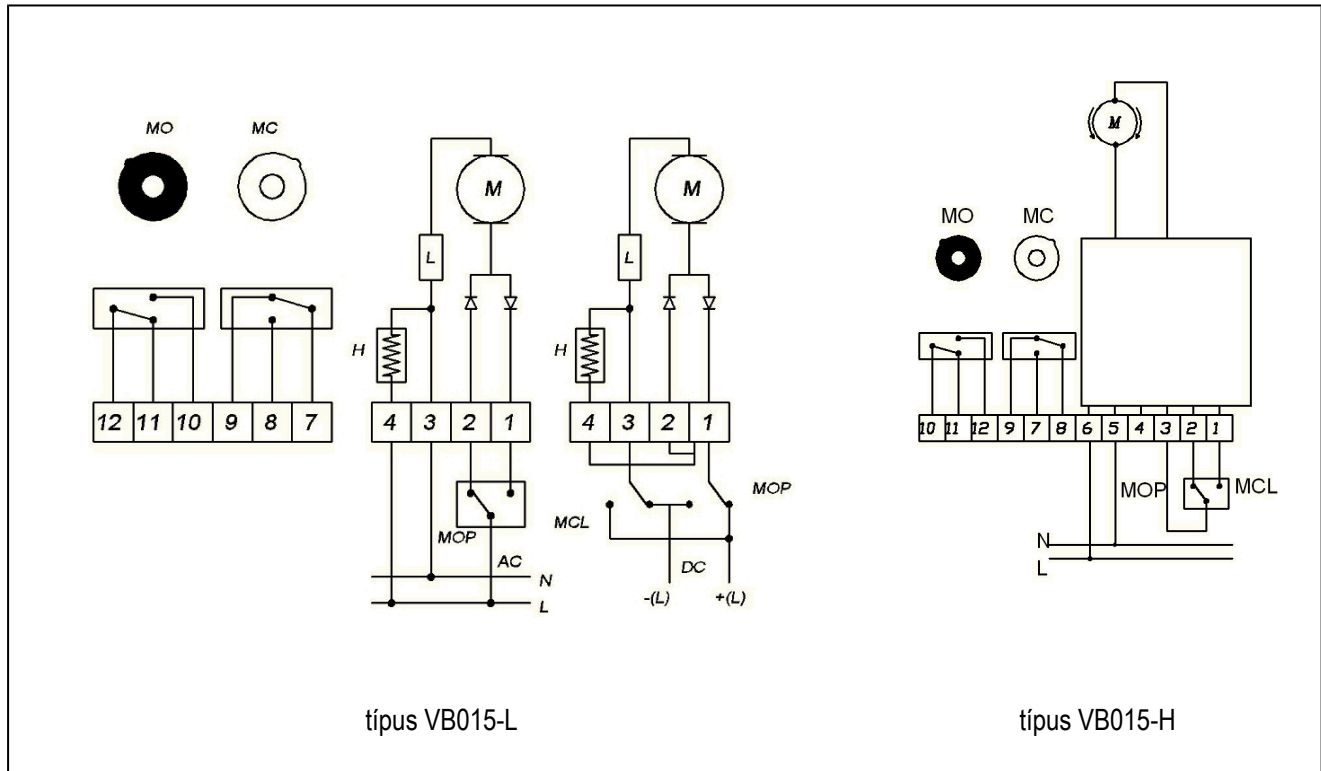 MO MC
M
M
L
L
H
H
12 11 10 9 8 7
4 3 2 1
4 3 2 1
MOP
AC
N
L
MCL
MOP
DC
-(L) +(L)
típus VB015-L
M
MO MC
10 11 12 9 7 8 6 5 4 3 2 1
MOP MCL
N
L
típus VB015-H